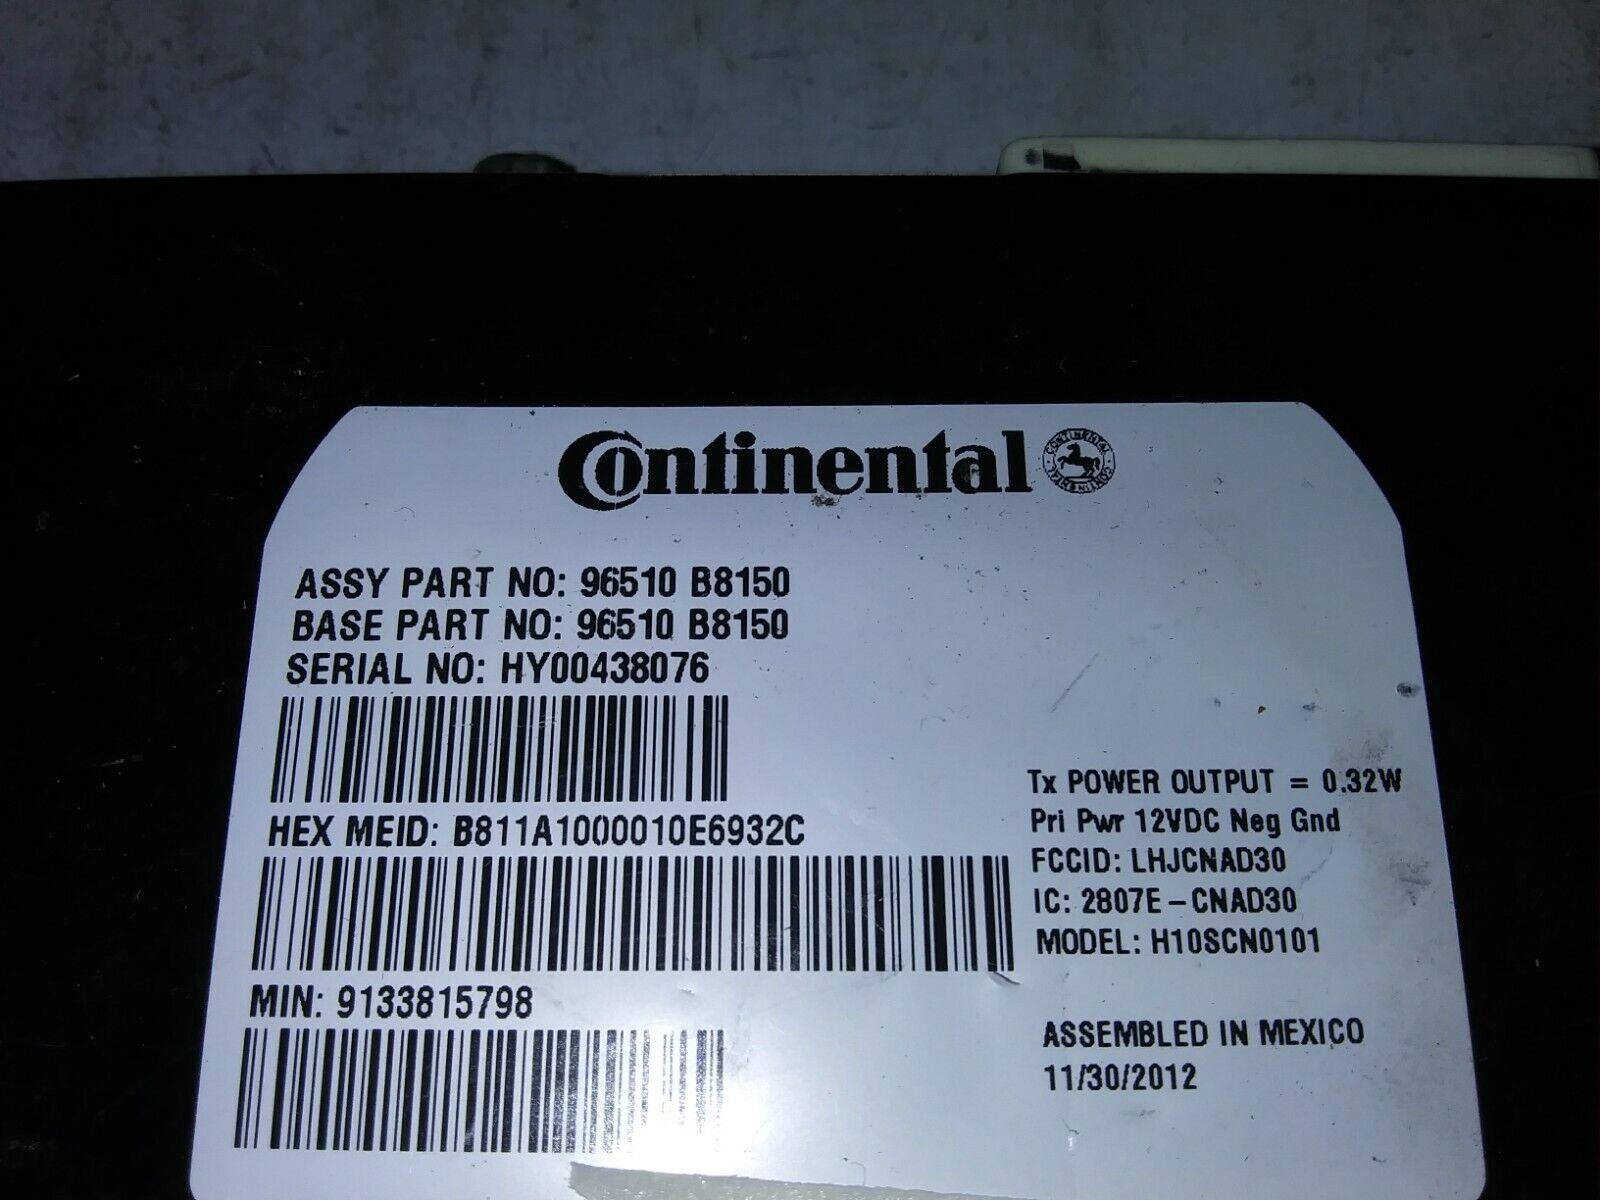 Continental
CONTINENTAL · CONTINENTAL
ASSY PART NO: 96510 B8150
BASE PART NO: 96510 B8150
SERIAL NO: HY00438076
HEX MEID: B811A1000010E6932C
MIN: 9133815798
Tx POWER OUTPUT = 0.32W
Pri Pwr 12VDC Neg Gnd
FCCID: LHJCNAD30
IC: 2807E-CNAD30
MODEL: H10SCN0101
ASSEMBLED IN MEXICO
11/30/2012